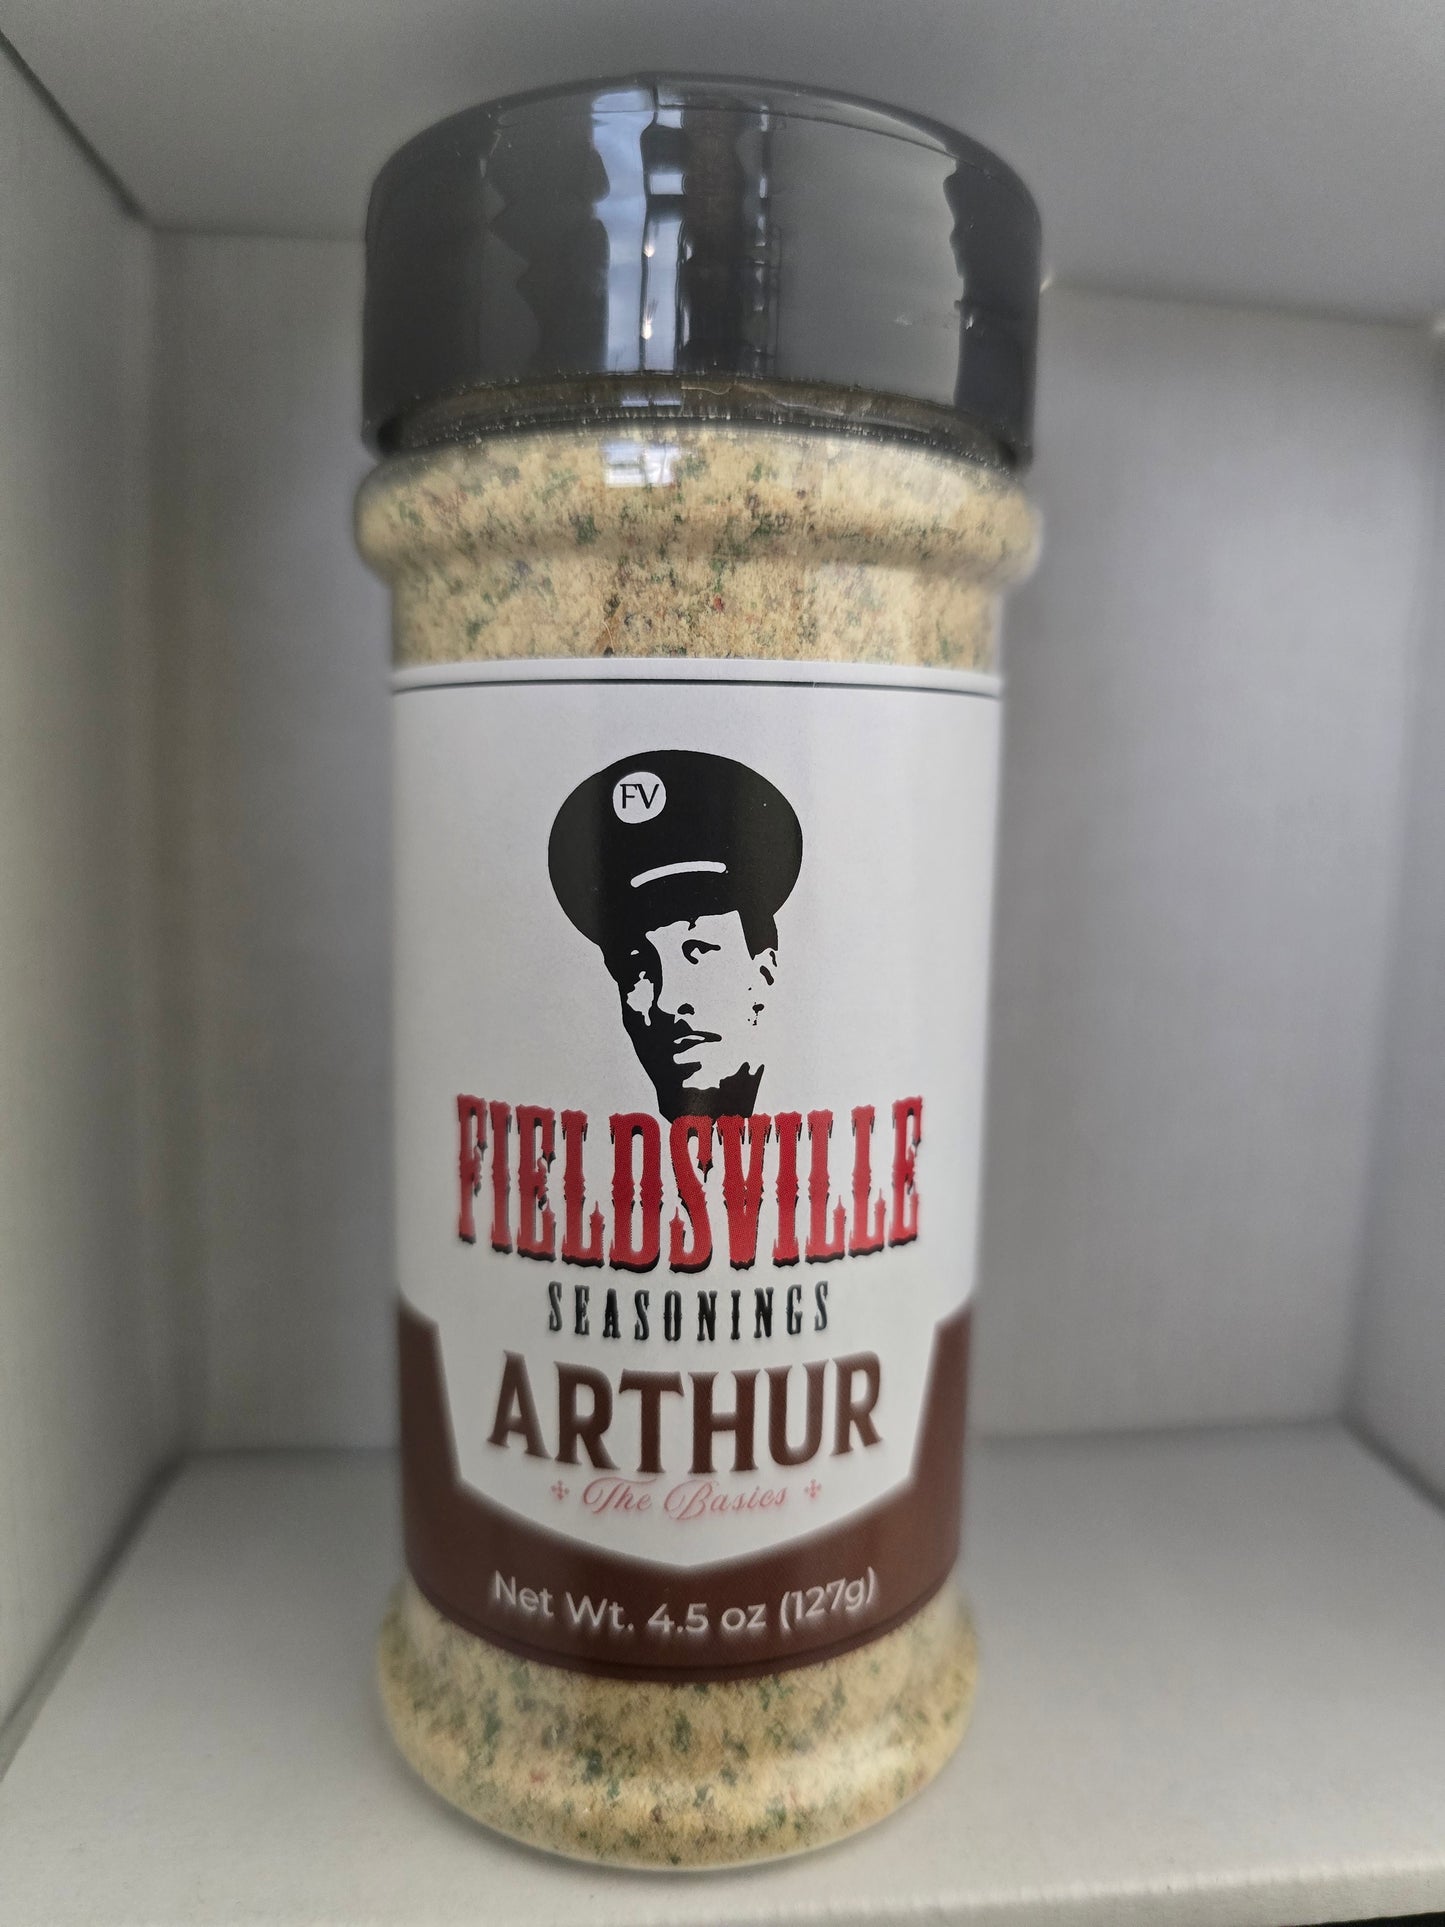 FV
FIELDSVILLE
SEASONINGS
ARTHUR
The Basics
Net Wt. 4.5 oz (127g)